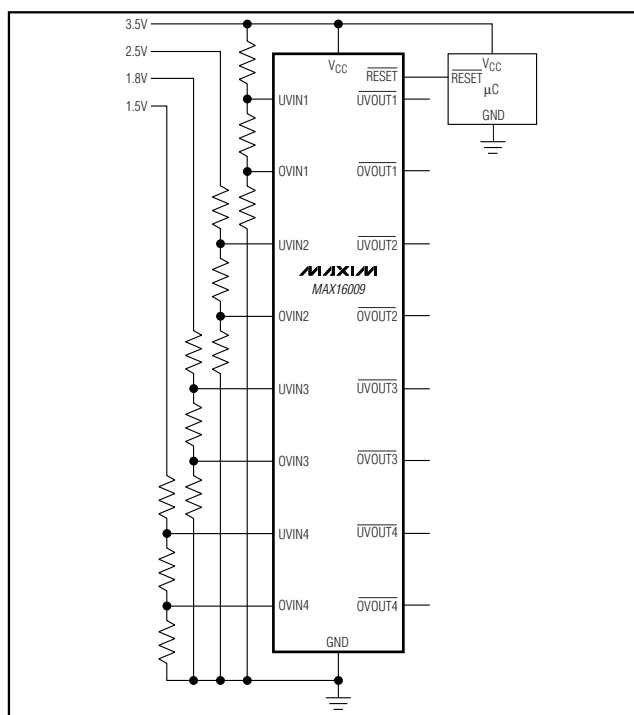 3.5V
2.5V
1.8V
1.5V
VCC
RESET
RESET
VCC
μC
GND
UVIN1
UVOUT1
OVIN1
OVOUT1
UVIN2
UVOUT2
MAXIM
MAX16009
OVIN2
OVOUT2
UVIN3
UVOUT3
OVIN3
OVOUT3
UVIN4
UVOUT4
OVIN4
OVOUT4
GND